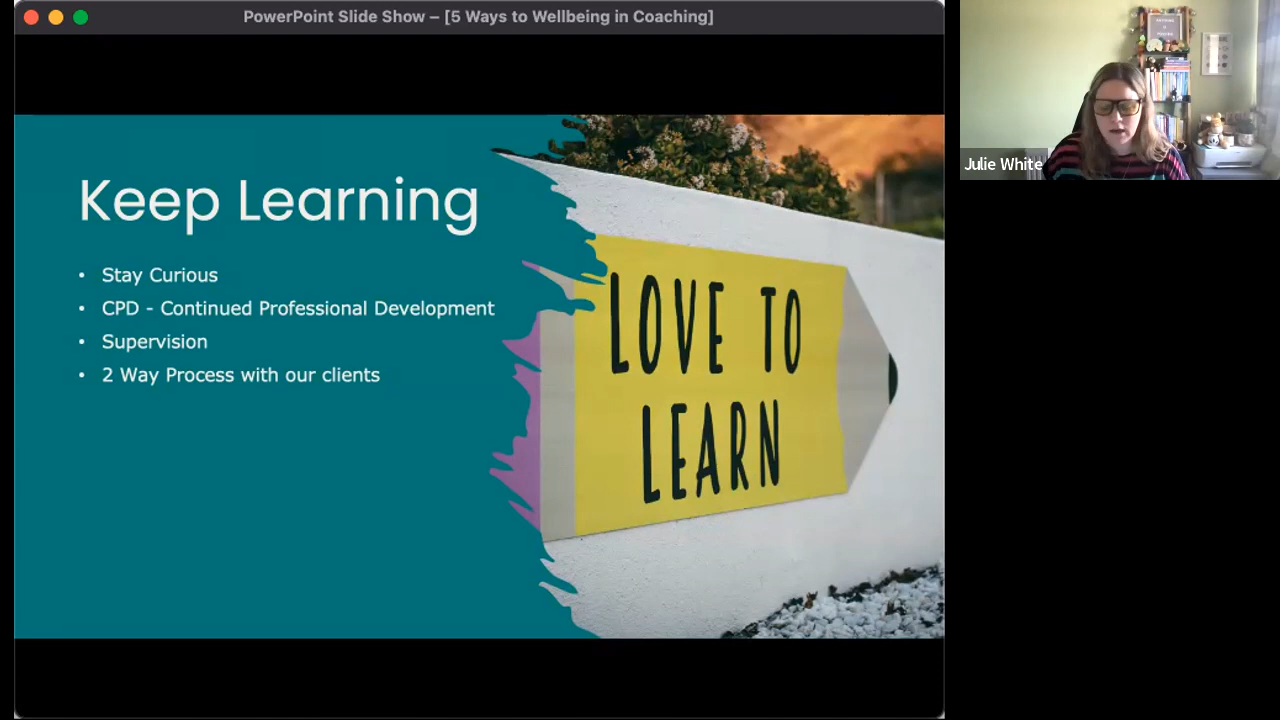 PowerPoint Slide Show – [5 Ways to Wellbeing in Coaching]
Keep Learning
• Stay Curious
• CPD - Continued Professional Development
• Supervision
• 2 Way Process with our clients
LOVE TO
LEARN
Julie White